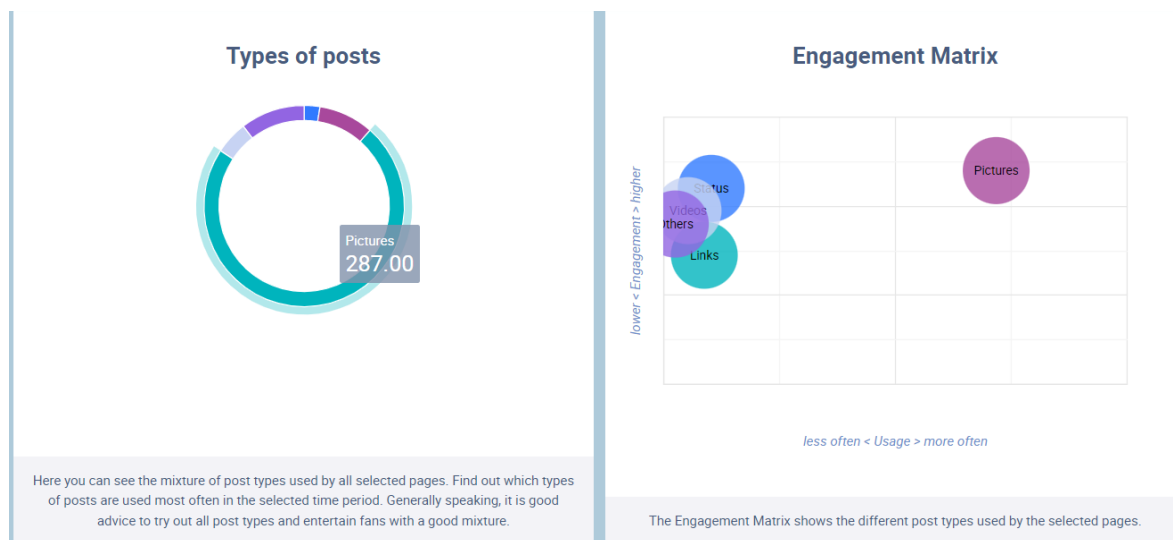 Types of posts
Pictures
287.00
Here you can see the mixture of post types used by all selected pages. Find out which types
of posts are used most often in the selected time period. Generally speaking, it is good
advice to try out all post types and entertain fans with a good mixture.
Engagement Matrix
lower < Engagement > higher
Pictures
Status
Videos
Others
Links
less often < Usage > more often
The Engagement Matrix shows the different post types used by the selected pages.